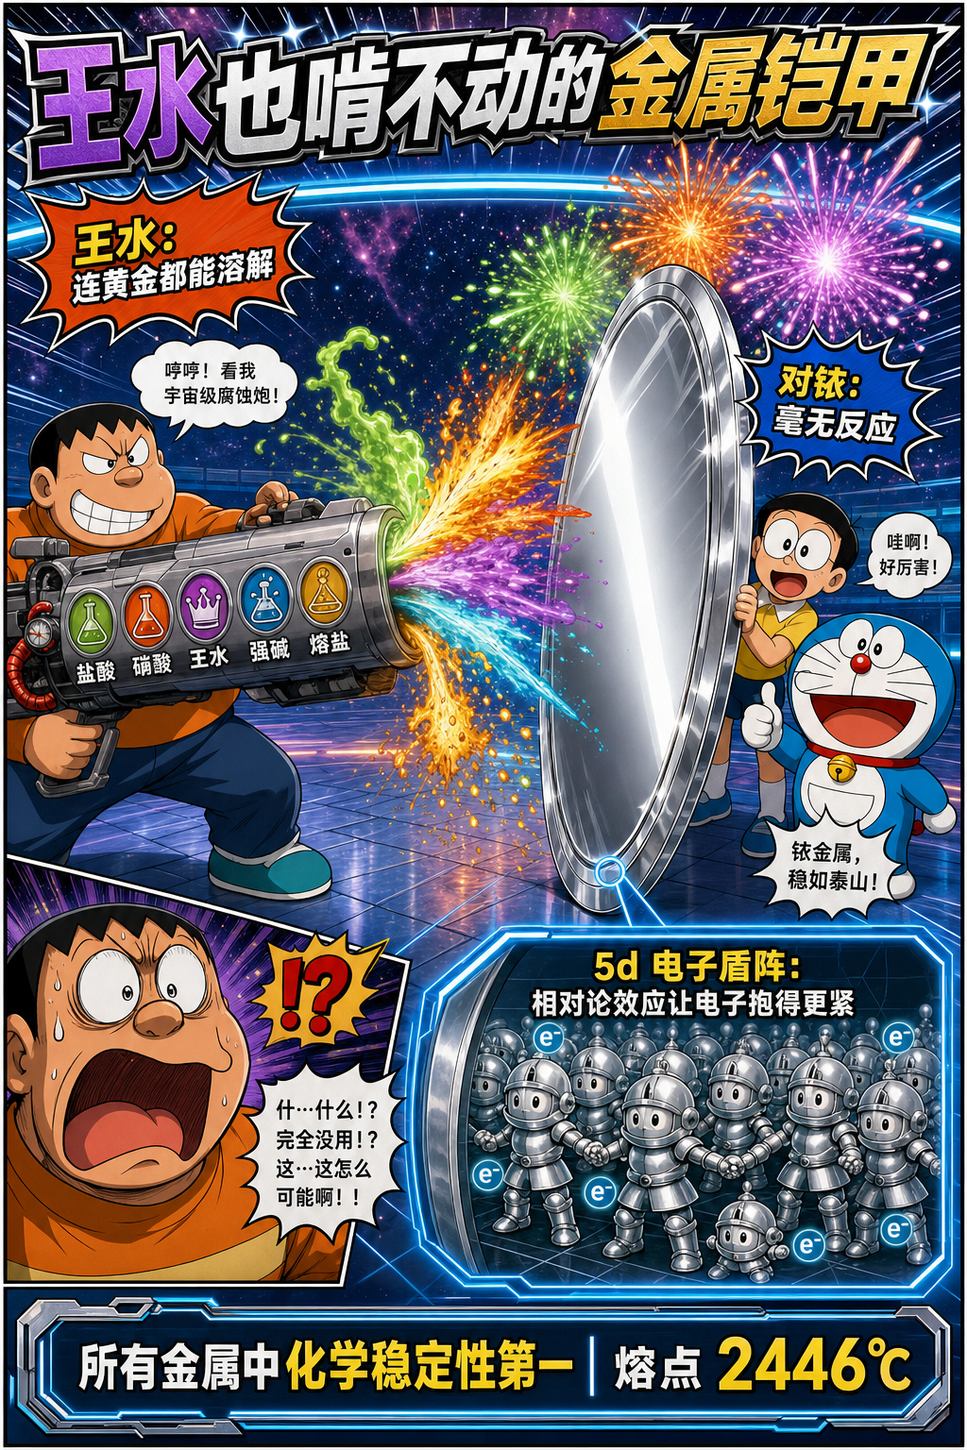 王水也啃不动的金属铠甲
王水：
连黄金都能溶解
哼哼！看我
宇宙级腐蚀炮！
对铱：
毫无反应
哇啊！
好厉害！
盐酸 硝酸 王水 强碱 熔盐
铱金属，
稳如泰山！
!?
什…什么!?
完全没用!?
这…这怎么
可能啊！！
5d 电子盾阵：
相对论效应让电子抱得更紧
e⁻
e⁻
e⁻
e⁻
e⁻
e⁻
所有金属中化学稳定性第一 | 熔点 2446℃